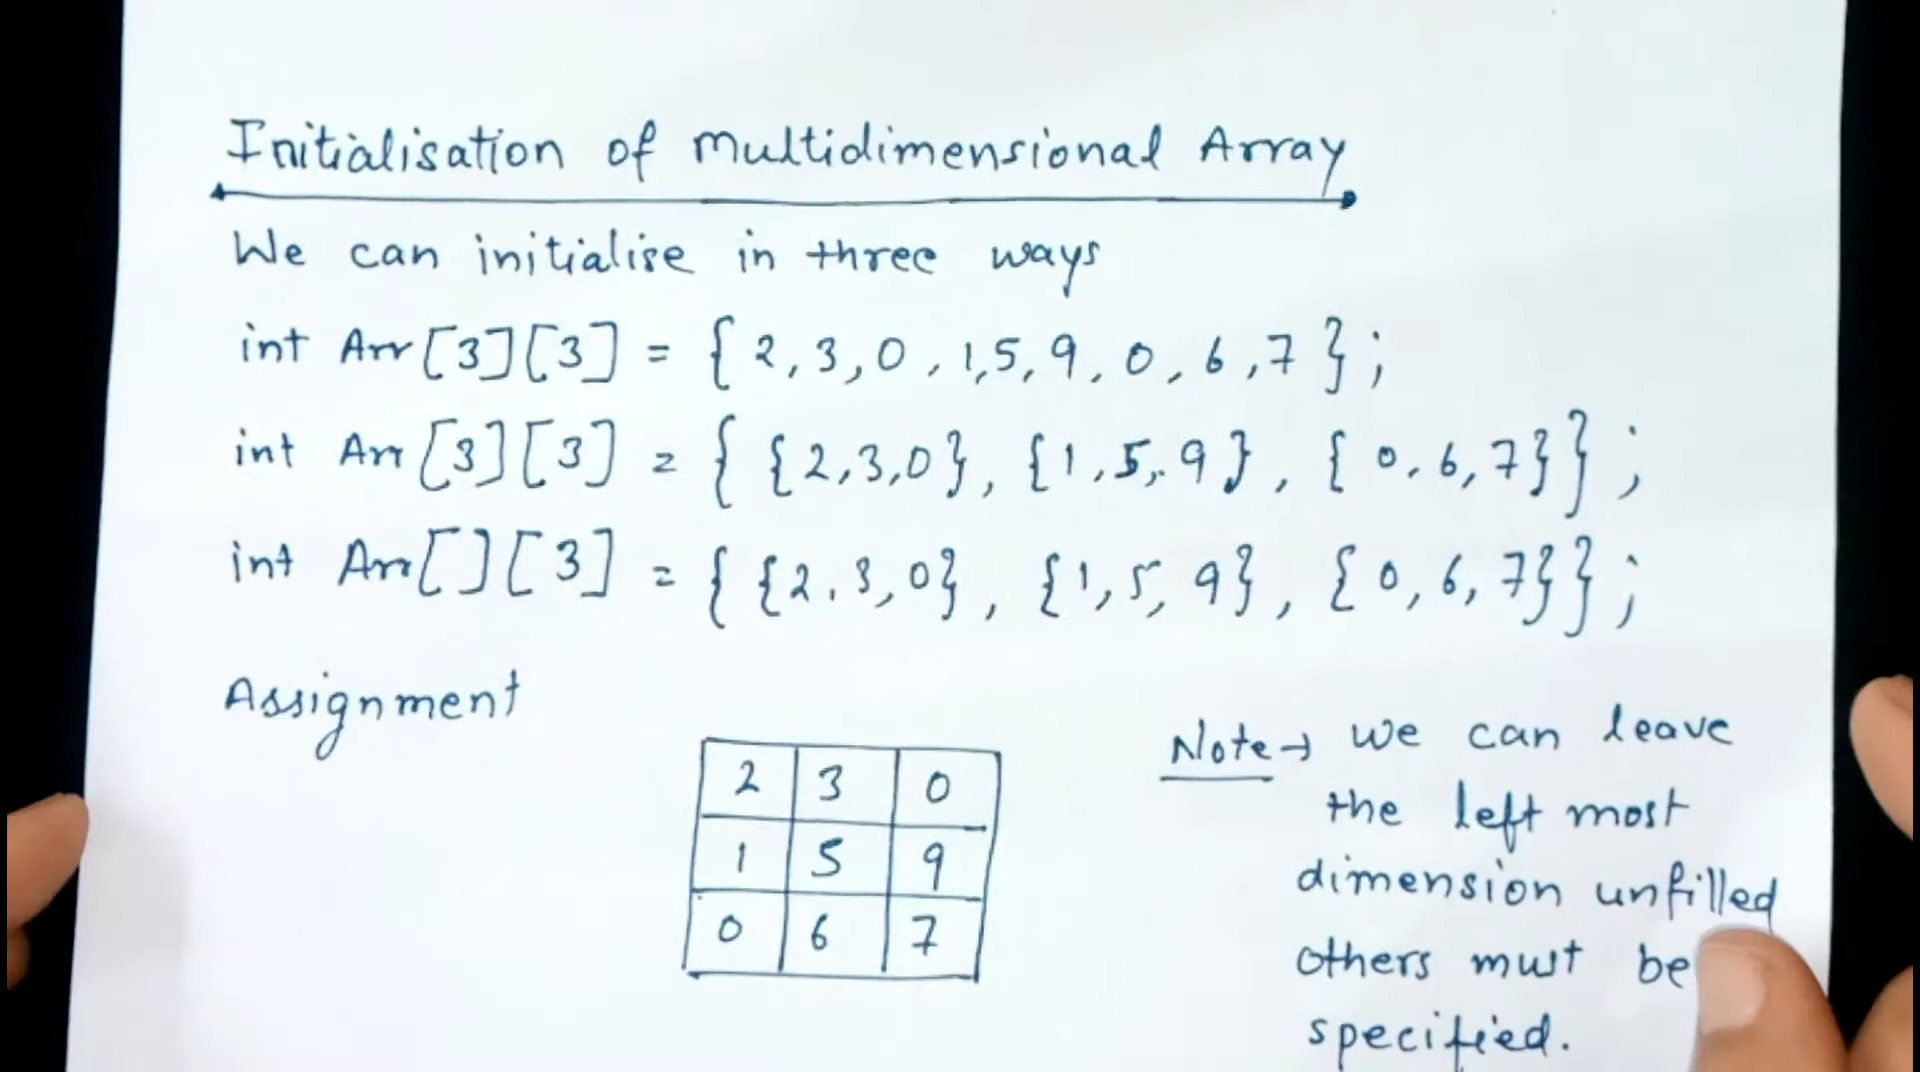 Initialisation of Multidimensional Array
We can initialise in three ways
int Arr[3][3] = { 2, 3, 0, 1, 5, 9, 0, 6, 7 };
int Arr[3][3] = { {2, 3, 0}, {1, 5, 9}, {0, 6, 7}};
int Arr[][3] = { {2, 3, 0}, {1, 5, 9}, {0, 6, 7}};
Assignment
2 3 0
1 5 9
0 6 7
Note → We can leave
the left most
dimension unfilled
others must be
specified.